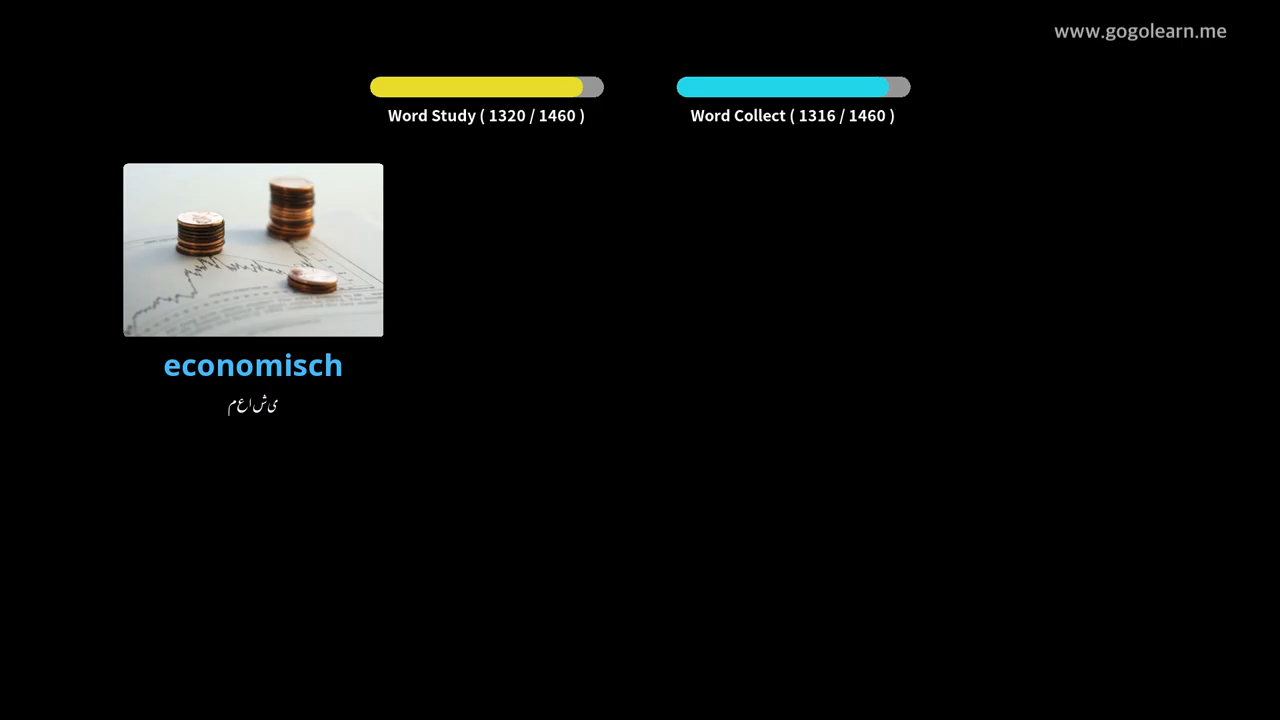 www.gogolearn.me
Word Study ( 1320 / 1460 )
Word Collect ( 1316 / 1460 )
economisch
معاشی